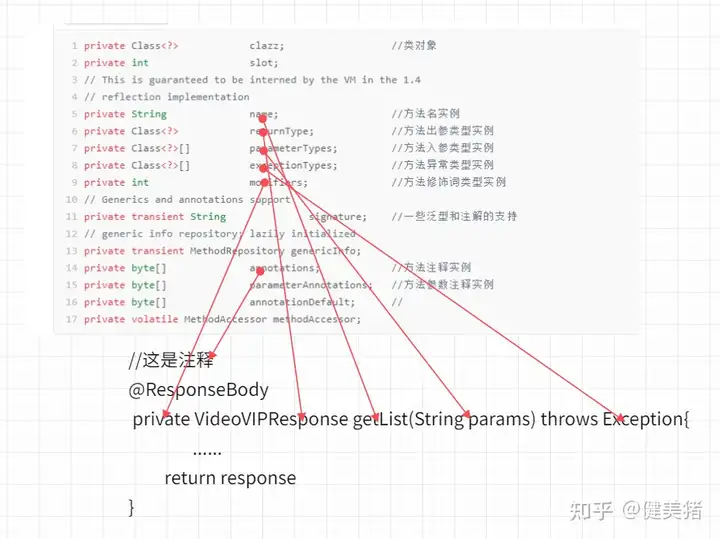 1 private Class<?> clazz; //类对象
2 private int slot;
3 // This is guaranteed to be interned by the VM in the 1.4
4 // reflection implementation
5 private String name; //方法名实例
6 private Class<?> returnType; //方法出参类型实例
7 private Class<?>[] parameterTypes; //方法入参类型实例
8 private Class<?>[] exceptionTypes; //方法异常类型实例
9 private int modifiers; //方法修饰词类型实例
10 // Generics and annotations support
11 private transient String signature; //一些泛型和注解的支持
12 // generic info repository; lazily initialized
13 private transient MethodRepository genericInfo;
14 private byte[] annotations; //方法注释实例
15 private byte[] parameterAnnotations; //方法参数注释实例
16 private byte[] annotationDefault; //
17 private volatile MethodAccessor methodAccessor;
//这是注释
@ResponseBody
private VideoVIPResponse getList(String params) throws Exception{
......
return response
}
知乎 @健美猪